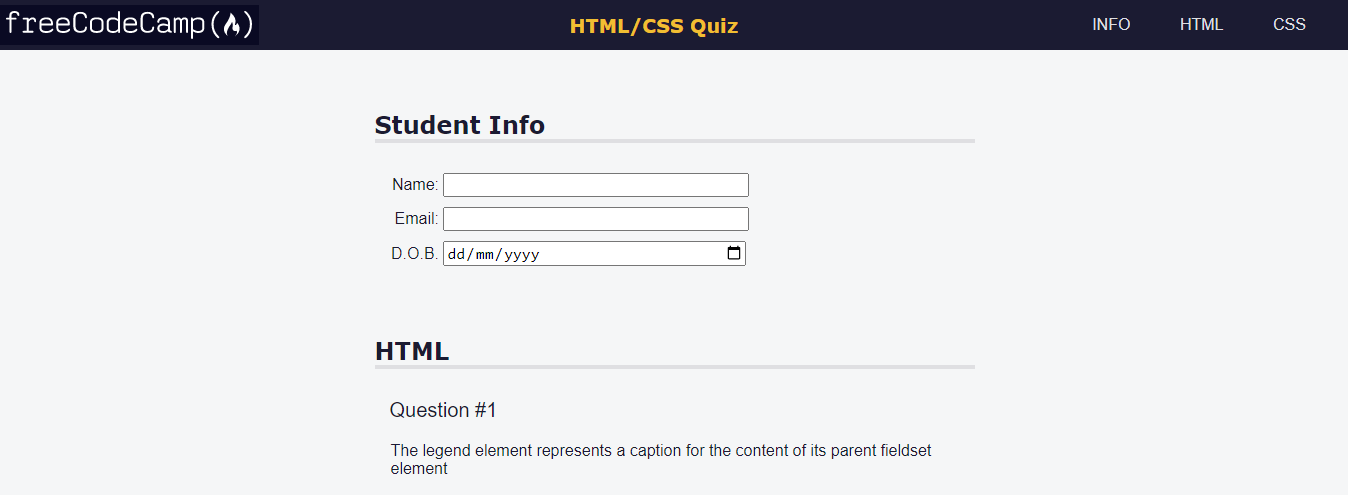 freeCodeCamp(🔥)
HTML/CSS Quiz
INFO
HTML
CSS
Student Info
Name:
Email:
D.O.B.
dd/mm/yyyy
HTML
Question #1
The legend element represents a caption for the content of its parent fieldset
element